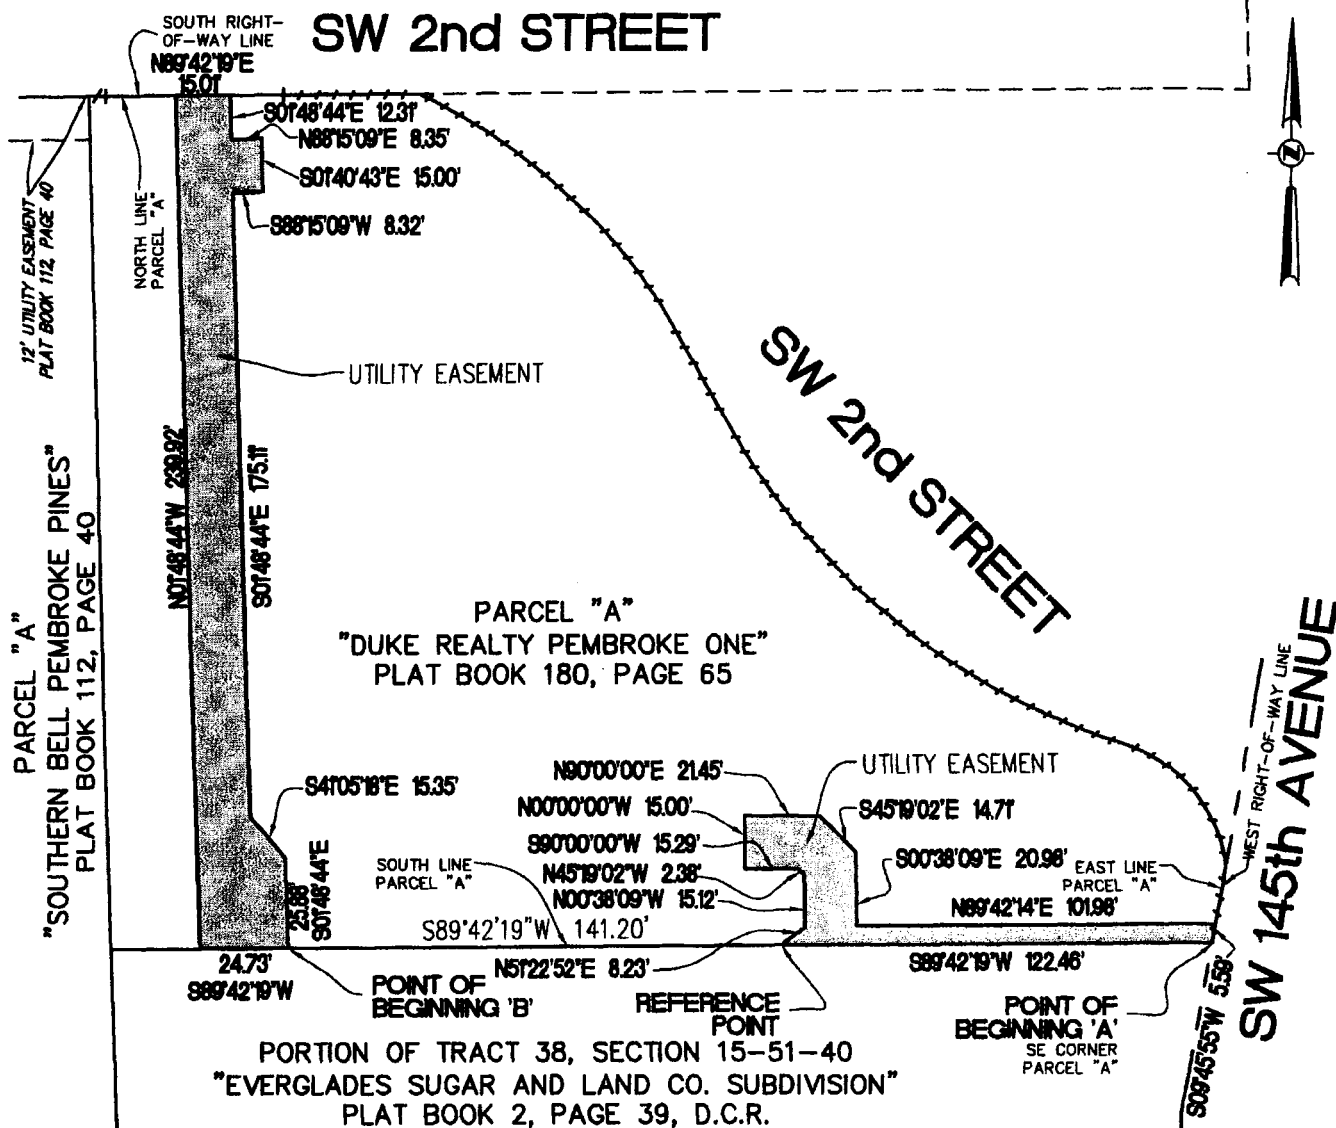 SOUTH RIGHT-
OF-WAY LINE
SW 2nd STREET
N89°42'19"E
15.01'
S01°48'44"E 12.31'
N88°15'09"E 8.35'
S01°40'43"E 15.00'
S88°15'09"W 8.32'
12' UTILITY EASEMENT
PLAT BOOK 112, PAGE 40
NORTH LINE
PARCEL "A"
Z
UTILITY EASEMENT
SW 2nd STREET
N01°48'44"W 239.92'
S01°48'44"E 175.11'
PARCEL "A"
"SOUTHERN BELL PEMBROKE PINES"
PLAT BOOK 112, PAGE 40
PARCEL "A"
"DUKE REALTY PEMBROKE ONE"
PLAT BOOK 180, PAGE 65
WEST RIGHT-OF-WAY LINE
SW 145th AVENUE
S41°05'18"E 15.35'
25.88'
S01°48'44"E
N90°00'00"E 21.45'
UTILITY EASEMENT
N00°00'00"W 15.00'
S45°19'02"E 14.71'
S90°00'00"W 15.29'
N45°19'02"W 2.38'
S00°38'09"E 20.98'
EAST LINE
PARCEL "A"
SOUTH LINE
PARCEL "A"
N00°38'09"W 15.12'
N89°42'14"E 101.98'
S89°42'19"W 141.20'
24.73'
S89°42'19"W
N51°22'52"E 8.23'
S89°42'19"W 122.46'
S09°45'55"W 5.59'
POINT OF
BEGINNING 'B'
REFERENCE
POINT
POINT OF
BEGINNING 'A'
SE CORNER
PARCEL "A"
PORTION OF TRACT 38, SECTION 15-51-40
"EVERGLADES SUGAR AND LAND CO. SUBDIVISION"
PLAT BOOK 2, PAGE 39, D.C.R.